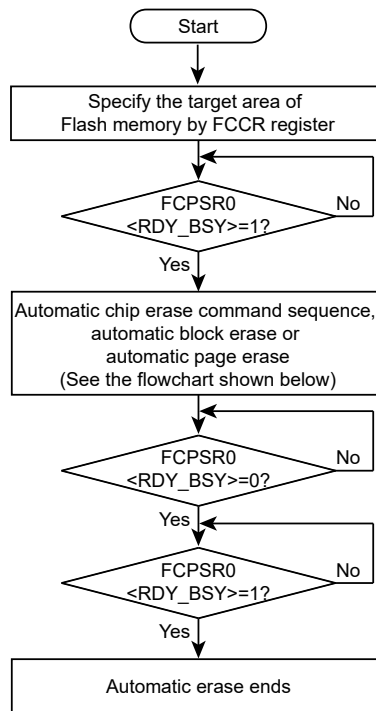 Start
Specify the target area of
Flash memory by FCCR register
FCPSR0
<RDY_BSY>=1?
No
Yes
Automatic chip erase command sequence,
automatic block erase or
automatic page erase
(See the flowchart shown below)
FCPSR0
<RDY_BSY>=0?
No
Yes
FCPSR0
<RDY_BSY>=1?
No
Yes
Automatic erase ends